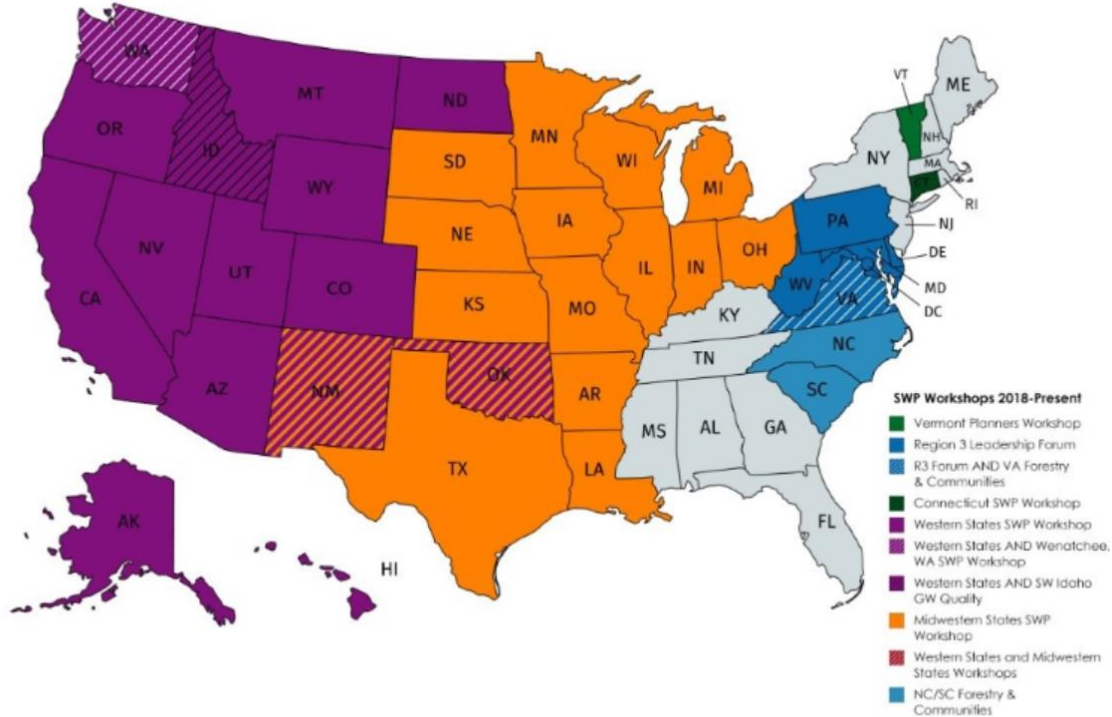 WA
MT
ND
MN
VT
ME
OR
ID
SD
WI
NY
NH
MA
WY
MI
CT
RI
NE
IA
PA
NJ
NV
UT
CO
IL
IN
OH
DE
CA
KS
MO
WV
VA
MD
DC
KY
AZ
NM
OK
TN
NC
AR
SC
MS
AL
GA
TX
LA
FL
AK
HI
SWP Workshops 2018-Present
Vermont Planners Workshop
Region 3 Leadership Forum
R3 Forum AND VA Forestry
& Communities
Connecticut SWP Workshop
Western States SWP Workshop
Western States AND Wenatchee,
WA SWP Workshop
Western States AND SW Idaho
GW Quality
Midwestern States SWP
Workshop
Western States and Midwestern
States Workshops
NC/SC Forestry &
Communities